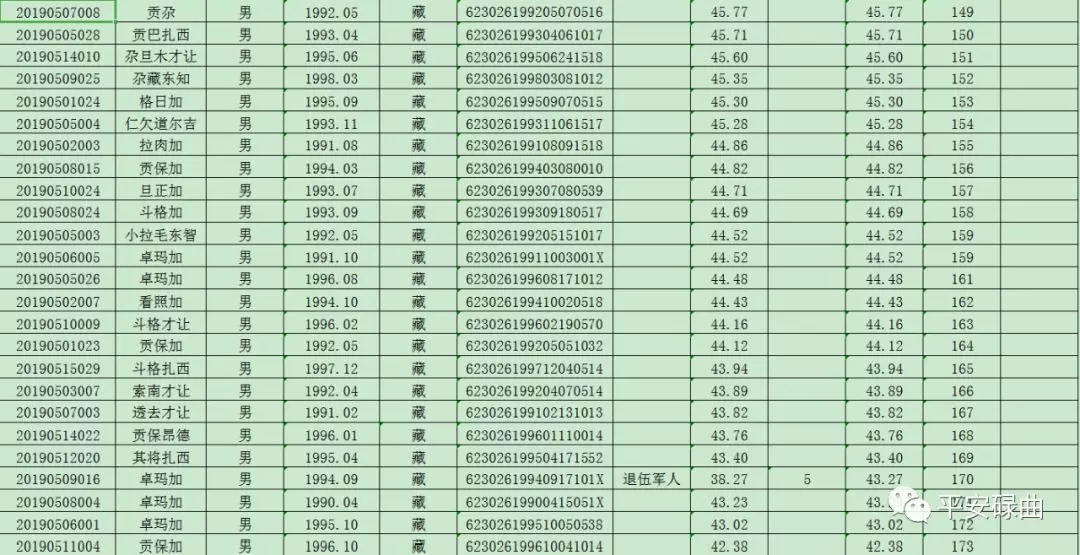 20190507008 贡尕 男 1992.05 藏 623026199205070516 45.77 45.77 149
20190505028 贡巴扎西 男 1993.04 藏 623026199304061017 45.71 45.71 150
20190514010 尕旦木才让 男 1995.06 藏 623026199506241518 45.60 45.60 151
20190509025 尕藏东知 男 1998.03 藏 623026199803081012 45.35 45.35 152
20190501024 格日加 男 1995.09 藏 623026199509070515 45.30 45.30 153
20190505004 仁欠道尔吉 男 1993.11 藏 623026199311061517 45.28 45.28 154
20190502003 拉肉加 男 1991.08 藏 623026199108091518 44.86 44.86 155
20190508015 贡保加 男 1994.03 藏 623026199403080010 44.82 44.82 156
20190510024 旦正加 男 1993.07 藏 623026199307080539 44.71 44.71 157
20190508024 斗格加 男 1993.09 藏 623026199309180517 44.69 44.69 158
20190505003 小拉毛东智 男 1992.05 藏 623026199205151017 44.52 44.52 159
20190506005 卓玛加 男 1991.10 藏 62302619911003001X 44.52 44.52 159
20190505026 卓玛加 男 1996.08 藏 623026199608171012 44.48 44.48 161
20190502007 看照加 男 1994.10 藏 623026199410020518 44.43 44.43 162
20190510009 斗格才让 男 1996.02 藏 623026199602190570 44.16 44.16 163
20190501023 贡保加 男 1992.05 藏 623026199205051032 44.12 44.12 164
20190515029 斗格扎西 男 1997.12 藏 623026199712040514 43.94 43.94 165
20190503007 索南才让 男 1992.04 藏 623026199204070514 43.89 43.89 166
20190507003 透去才让 男 1991.02 藏 623026199102131013 43.82 43.82 167
20190514022 贡保昂德 男 1996.01 藏 623026199601110014 43.76 43.76 168
20190512020 其将扎西 男 1995.04 藏 623026199504171552 43.40 43.40 169
20190509016 卓玛加 男 1994.09 藏 62302619940917101X 退伍军人 38.27 5 43.27 170
20190508004 卓玛加 男 1990.04 藏 62302619900415051X 43.23 43.23
20190506001 卓玛加 男 1995.10 藏 623026199510050538 43.02 43.02 172
20190511004 贡保加 男 1996.10 藏 623026199610041014 42.38 42.38 173
平安碌曲